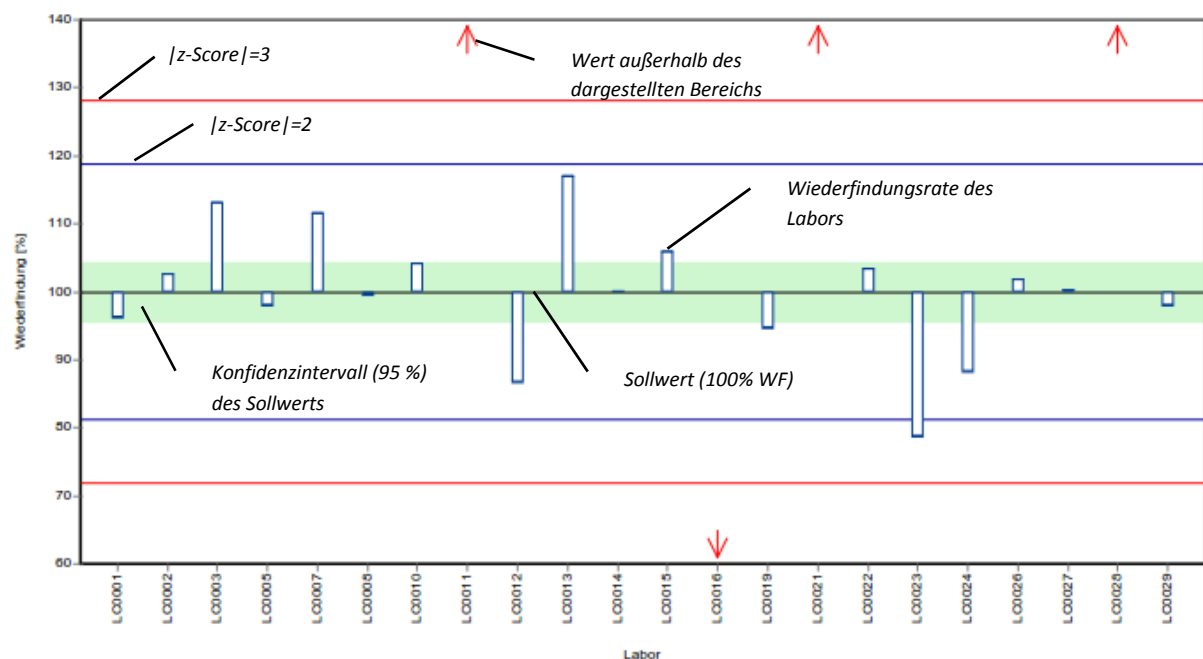 140
130
120
110
100
90
80
70
60
Wiederfindung [%]
|z-Score|=3
|z-Score|=2
Wert außerhalb des
dargestellten Bereichs
Wiederfindungsrate des
Labors
Konfidenzintervall (95 %)
des Sollwerts
Sollwert (100% WF)
LC0001
LC0002
LC0003
LC0005
LC0007
LC0008
LC0010
LC0011
LC0012
LC0013
LC0014
LC0015
LC0016
LC0019
LC0021
LC0022
LC0023
LC0024
LC0026
LC0027
LC0028
LC0029
Labor